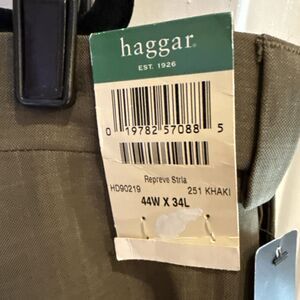 haggar
EST. 1926
0 19782 57088 5
Repreve Stria
HD90219 251 KHAKI
44W X 34L